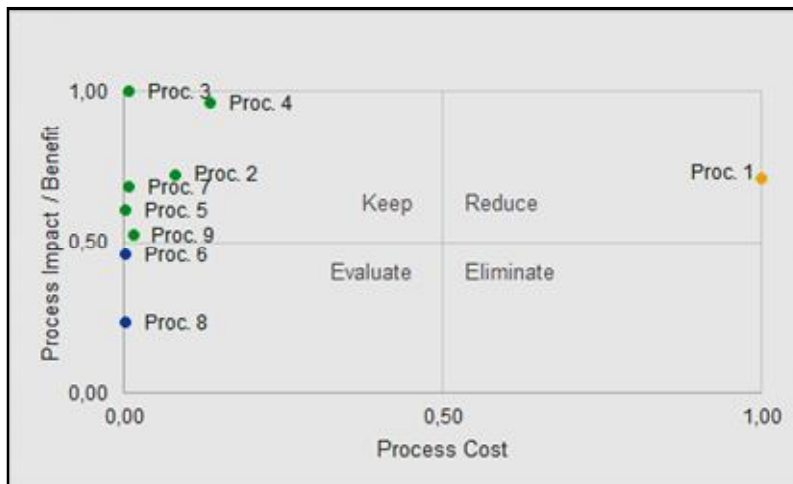 1,00
Proc. 3
Proc. 4
Proc. 2
Proc. 7
Proc. 1
Proc. 5
Keep
Reduce
Proc. 9
0,50
Proc. 6
Evaluate
Eliminate
Proc. 8
0,00
0,00
0,50
1,00
Process Cost
Process Impact / Benefit